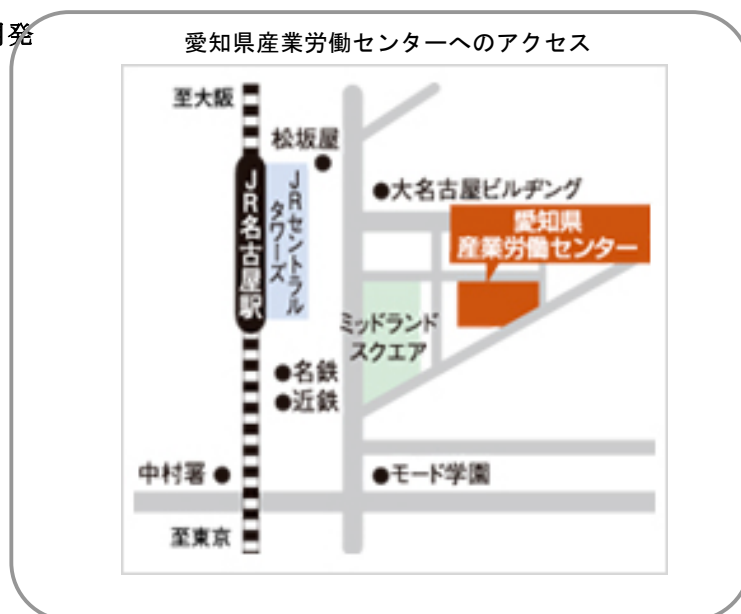 発
愛知県産業労働センターへのアクセス
至大阪
松坂屋
JR名古屋駅
JRセントラル
タワーズ
●大名古屋ビルヂング
愛知県
産業労働センター
ミッドランド
スクエア
●名鉄
●近鉄
中村署●
●モード学園
至東京